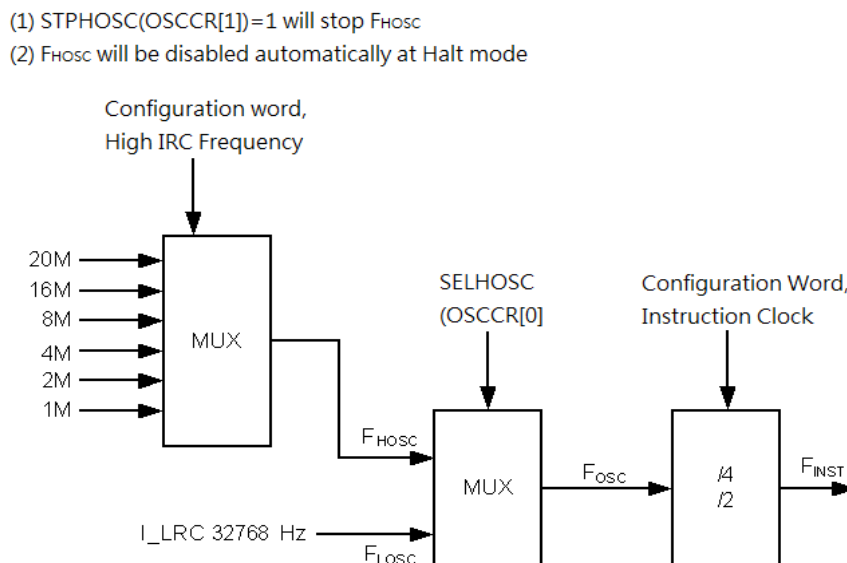 (1) STPHOSC(OSCCR[1])=1 will stop FHOSC
(2) FHOSC will be disabled automatically at Halt mode
Configuration word,
High IRC Frequency
20M
16M
8M
4M
2M
1M
MUX
SELHOSC
(OSCCR[0]
Configuration Word,
Instruction Clock
FHOSC
MUX
FOSC
/4
/2
FINST
I_LRC 32768 Hz
FLOSC